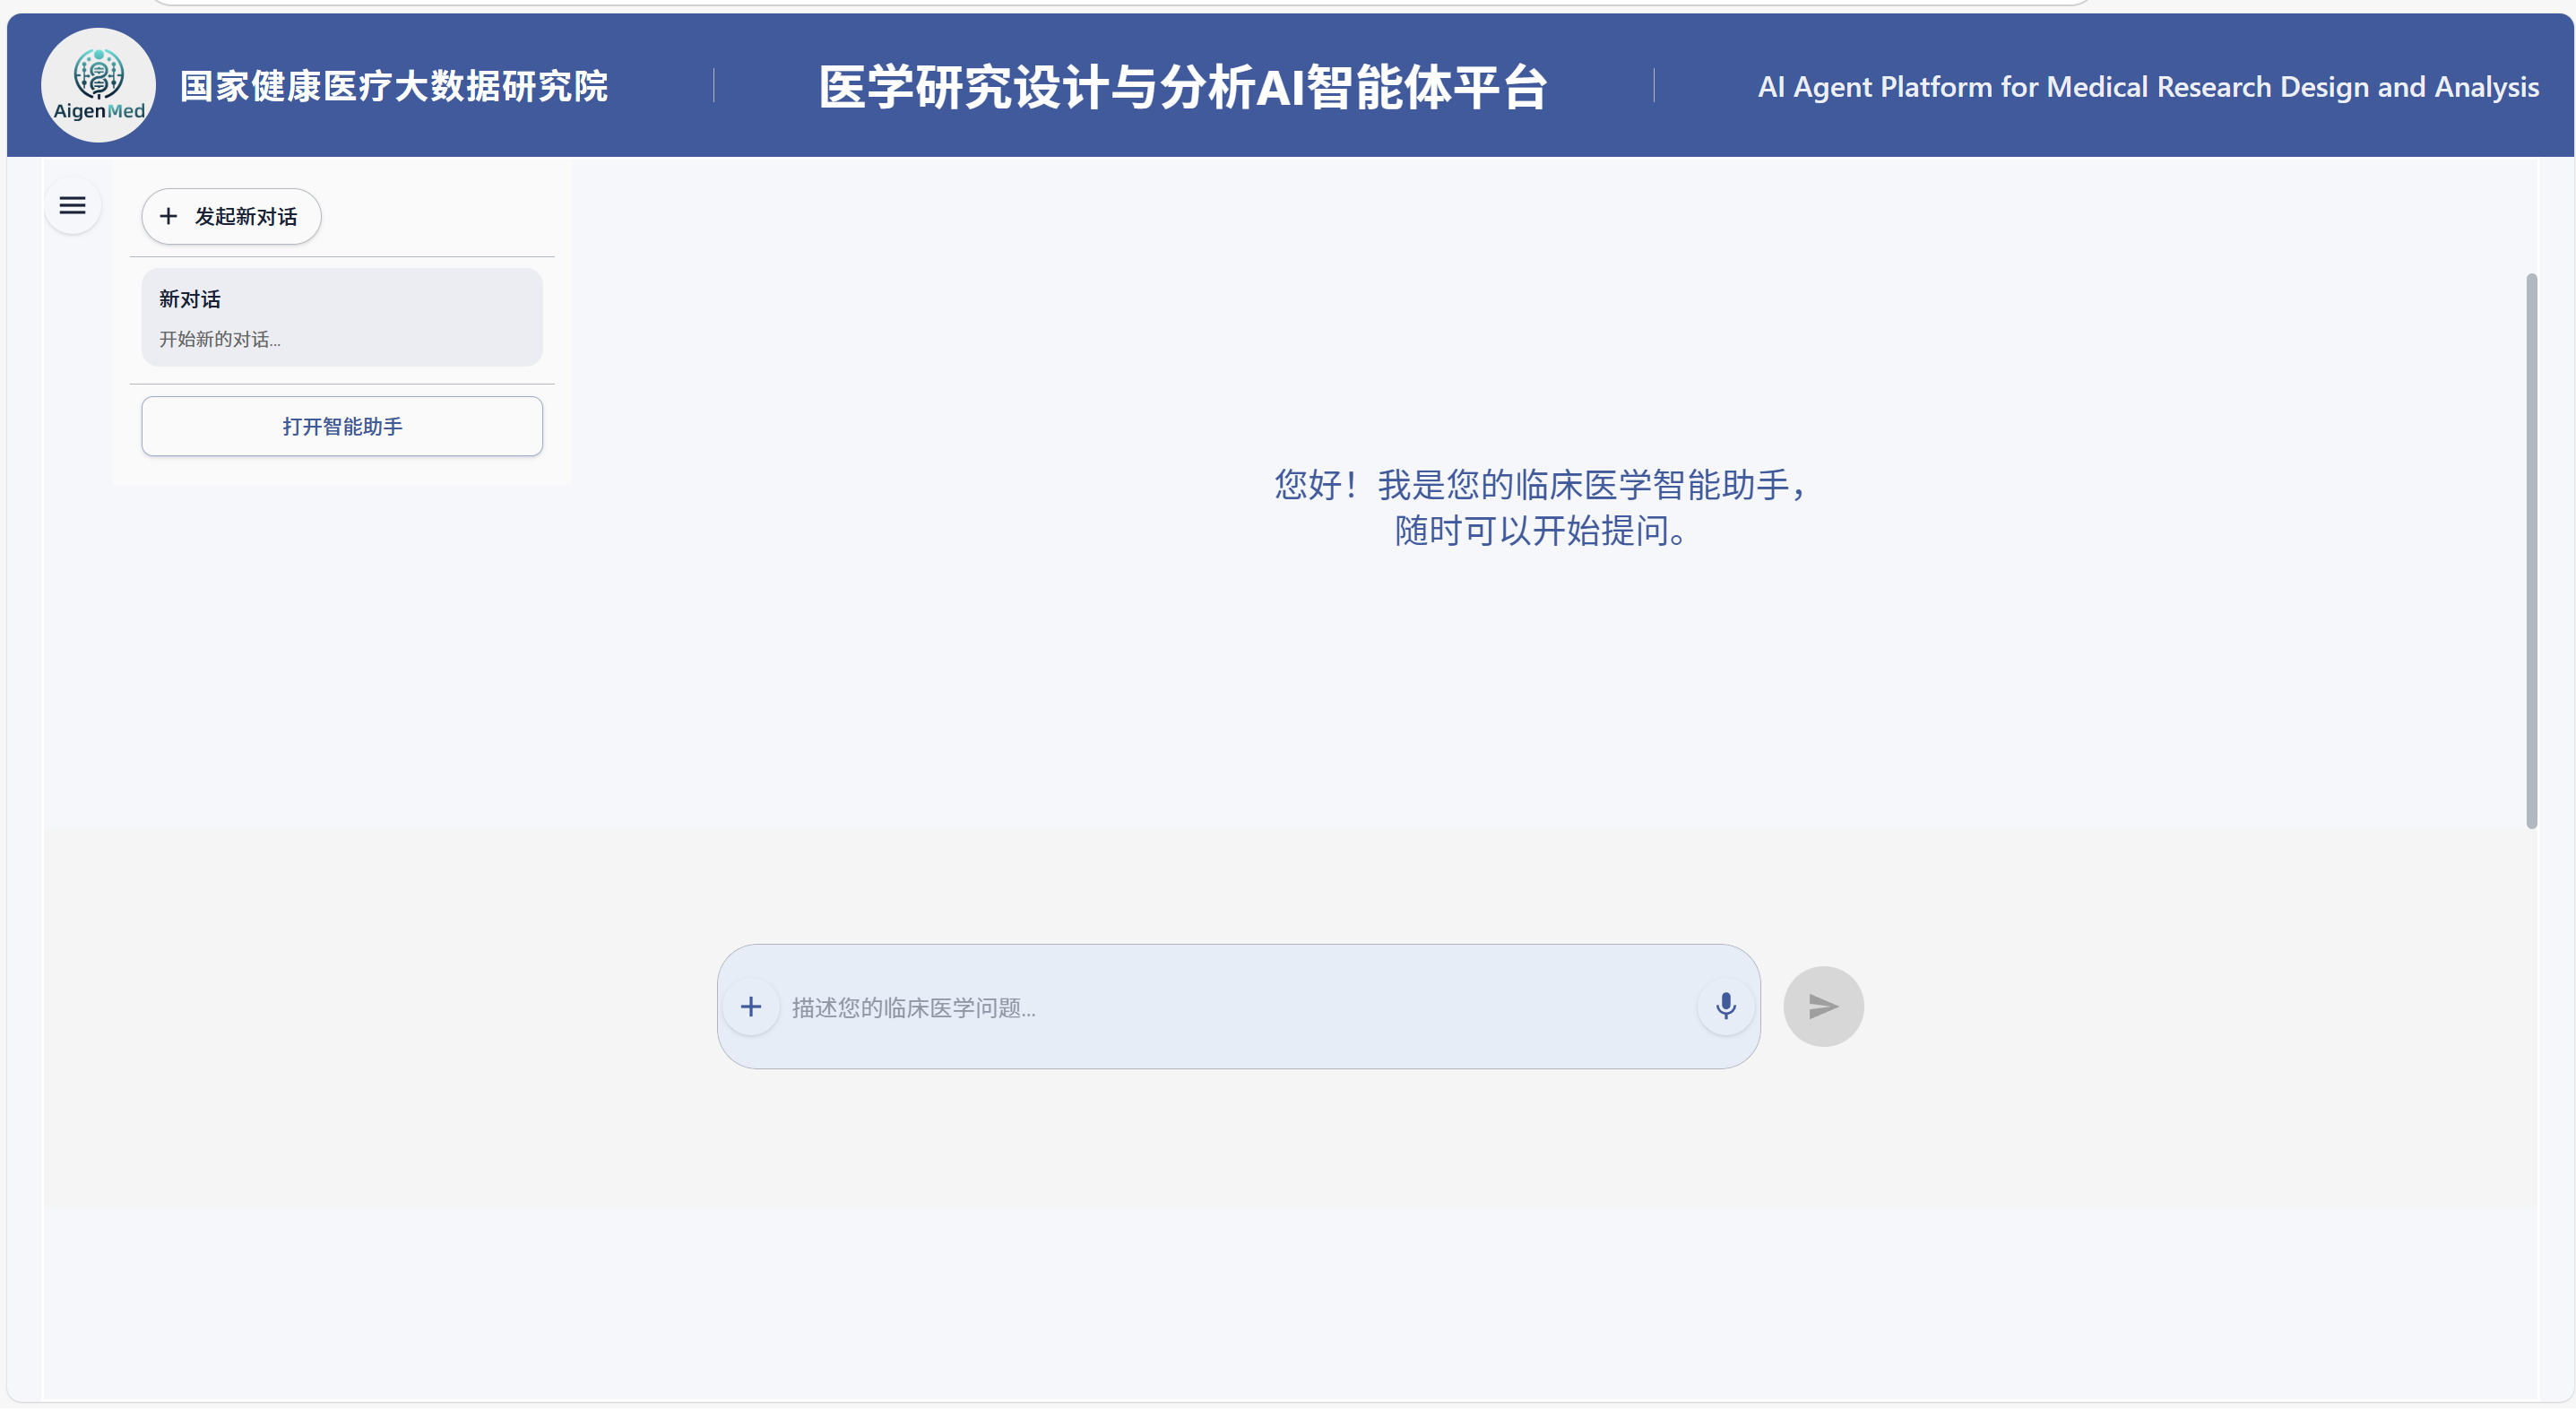 AigenMed
国家健康医疗大数据研究院
医学研究设计与分析AI智能体平台
AI Agent Platform for Medical Research Design and Analysis
发起新对话
新对话
开始新的对话...
打开智能助手
您好！我是您的临床医学智能助手，
随时可以开始提问。
描述您的临床医学问题...